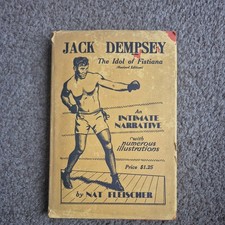 JACK DEMPSEY
The Idol of Fistiana
(Revised Edition)
An
INTIMATE
NARRATIVE
with
numerous
illustrations
Price $1.25
by NAT FLEISCHER